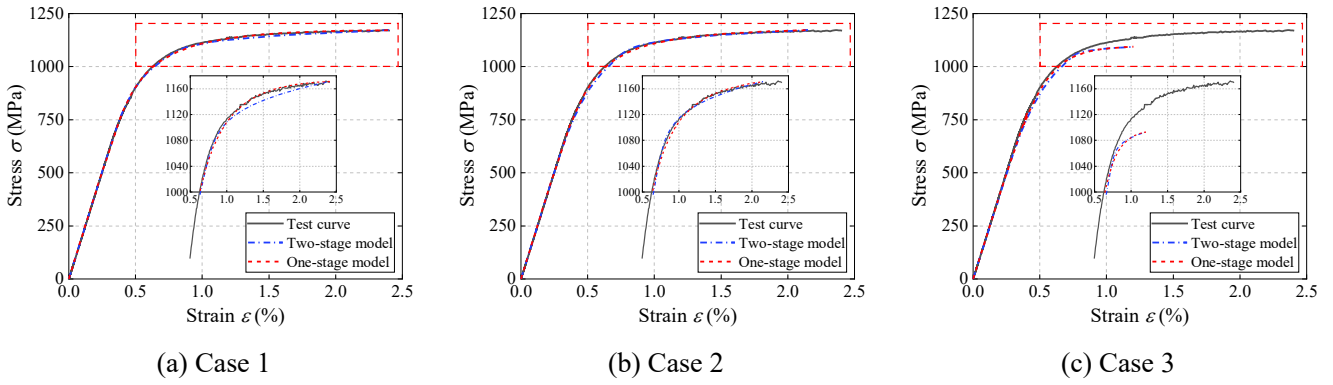 1250
1000
750
500
250
0
Stress σ (MPa)
0.0 0.5 1.0 1.5 2.0 2.5
Strain ε (%)
1160
1120
1080
1040
1000
0.5 1.0 1.5 2.0 2.5
Test curve
Two-stage model
One-stage model
(a) Case 1
1250
1000
750
500
250
0
Stress σ (MPa)
0.0 0.5 1.0 1.5 2.0 2.5
Strain ε (%)
1160
1120
1080
1040
1000
0.5 1.0 1.5 2.0 2.5
Test curve
Two-stage model
One-stage model
(b) Case 2
1250
1000
750
500
250
0
Stress σ (MPa)
0.0 0.5 1.0 1.5 2.0 2.5
Strain ε (%)
1160
1120
1080
1040
1000
0.5 1.0 1.5 2.0 2.5
Test curve
Two-stage model
One-stage model
(c) Case 3